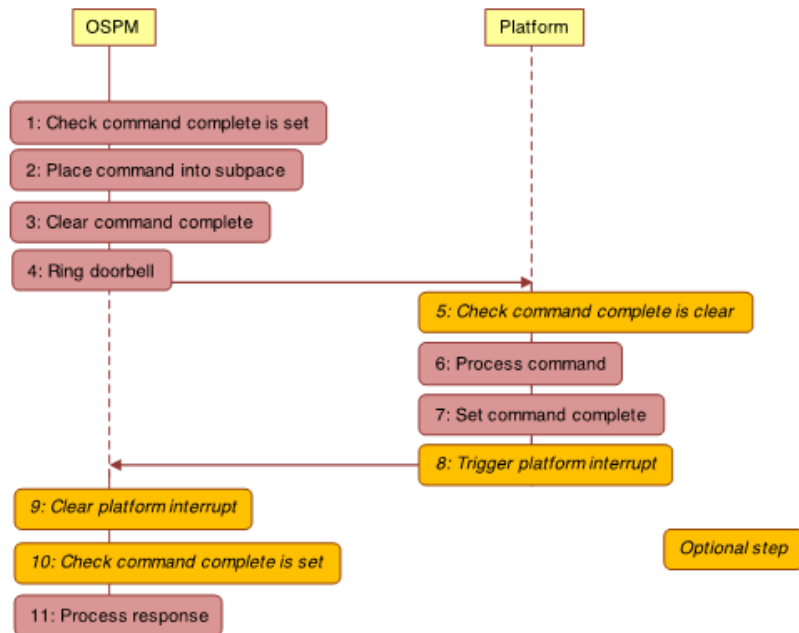 OSPM
Platform
1: Check command complete is set
2: Place command into subpace
3: Clear command complete
4: Ring doorbell
5: Check command complete is clear
6: Process command
7: Set command complete
8: Trigger platform interrupt
9: Clear platform interrupt
10: Check command complete is set
Optional step
11: Process response